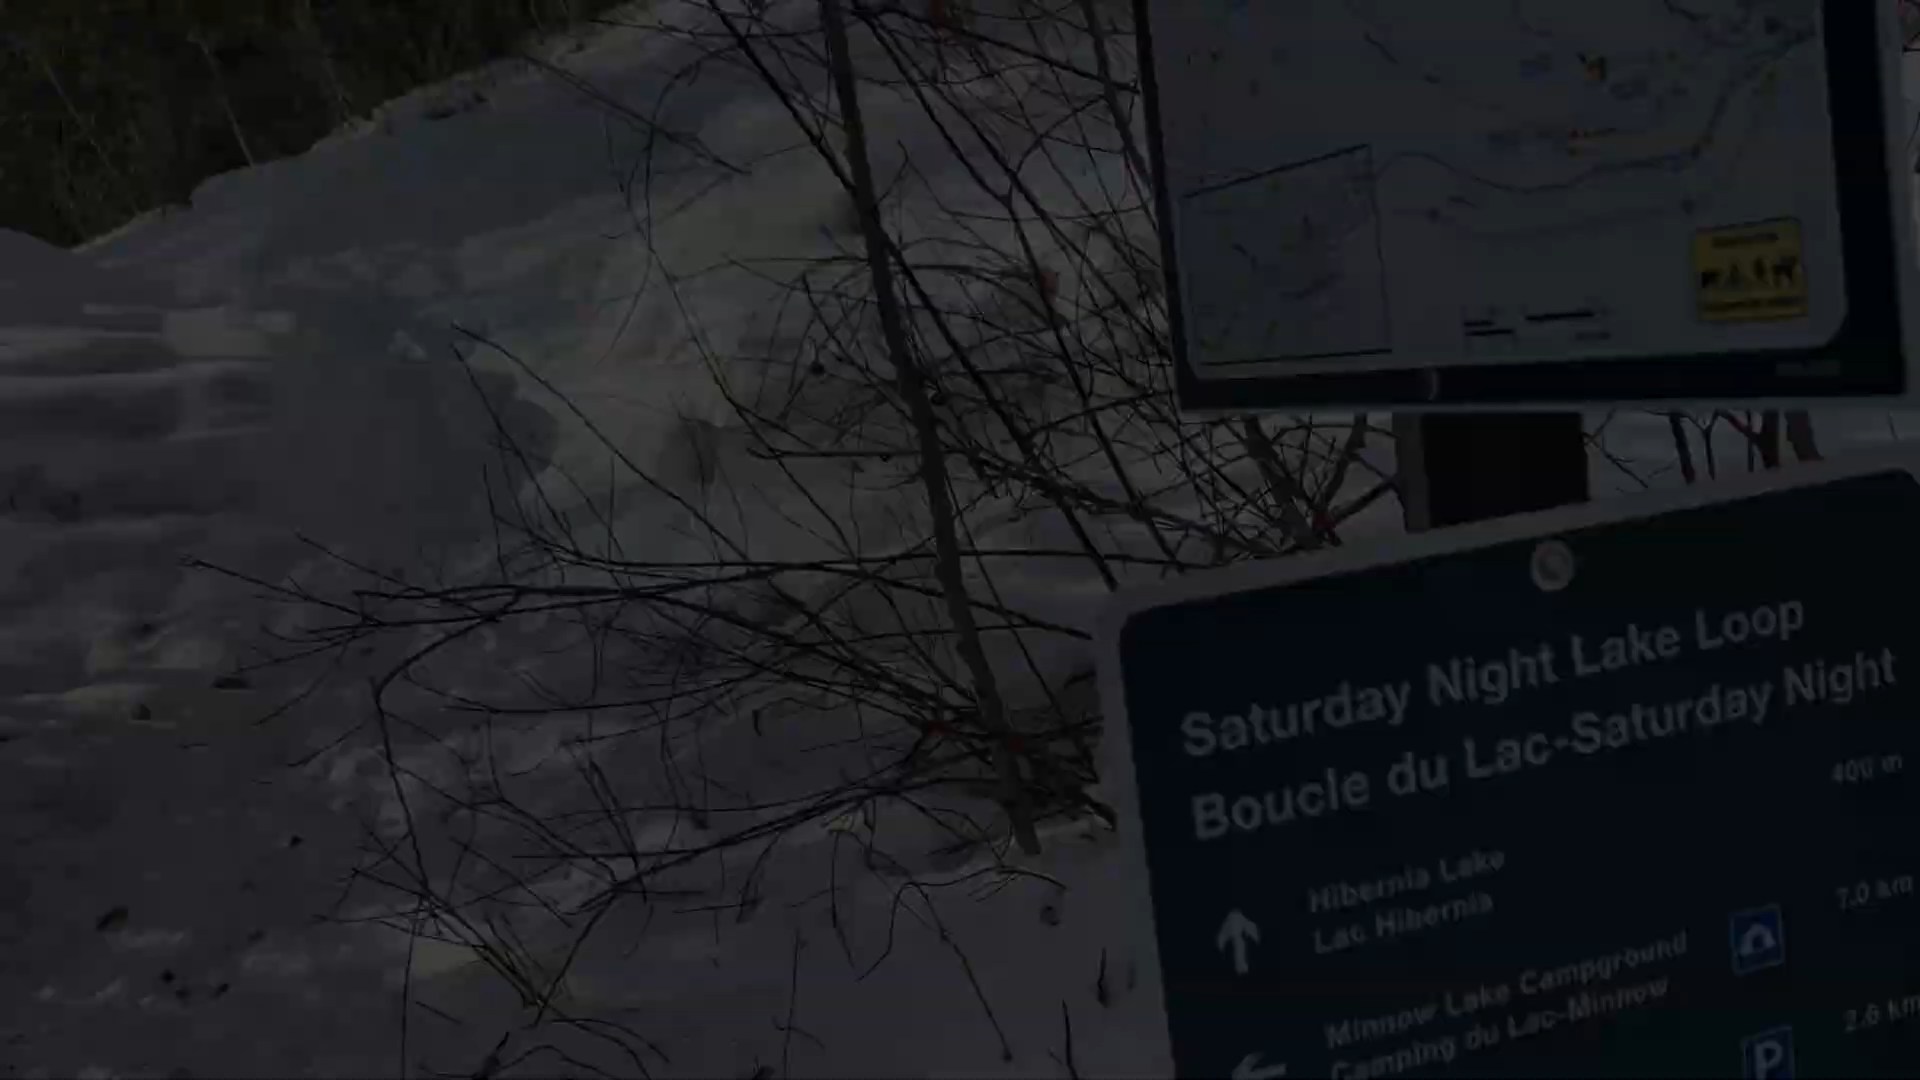 Saturday Night Lake Loop
Boucle du Lac-Saturday Night
400 m
Hibernia Lake
Lac Hibernia
7.0 km
Minnow Lake Campground
Camping du Lac-Minnow
2.6 km
P